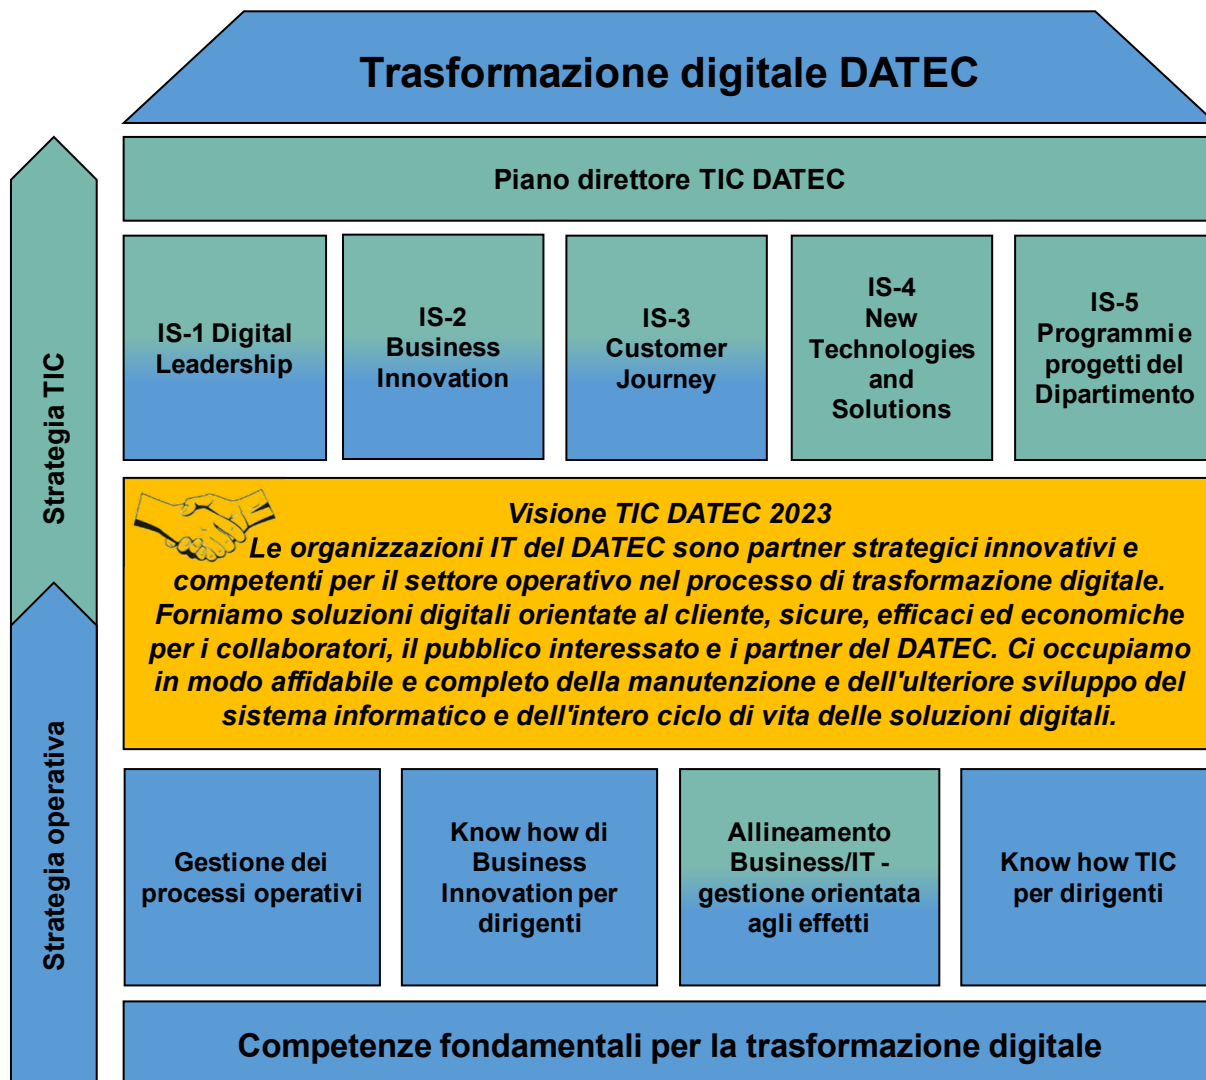 Trasformazione digitale DATEC
Piano direttore TIC DATEC
IS-1 Digital
Leadership
IS-2
Business
Innovation
IS-3
Customer
Journey
IS-4
New
Technologies
and
Solutions
IS-5
Programmi e
progetti del
Dipartimento
Strategia TIC
Visione TIC DATEC 2023
Le organizzazioni IT del DATEC sono partner strategici innovativi e
competenti per il settore operativo nel processo di trasformazione digitale.
Forniamo soluzioni digitali orientate al cliente, sicure, efficaci ed economiche
per i collaboratori, il pubblico interessato e i partner del DATEC. Ci occupiamo
in modo affidabile e completo della manutenzione e dell'ulteriore sviluppo del
sistema informatico e dell'intero ciclo di vita delle soluzioni digitali.
Strategia operativa
Gestione dei
processi operativi
Know how di
Business
Innovation per
dirigenti
Allineamento
Business/IT -
gestione orientata
agli effetti
Know how TIC
per dirigenti
Competenze fondamentali per la trasformazione digitale